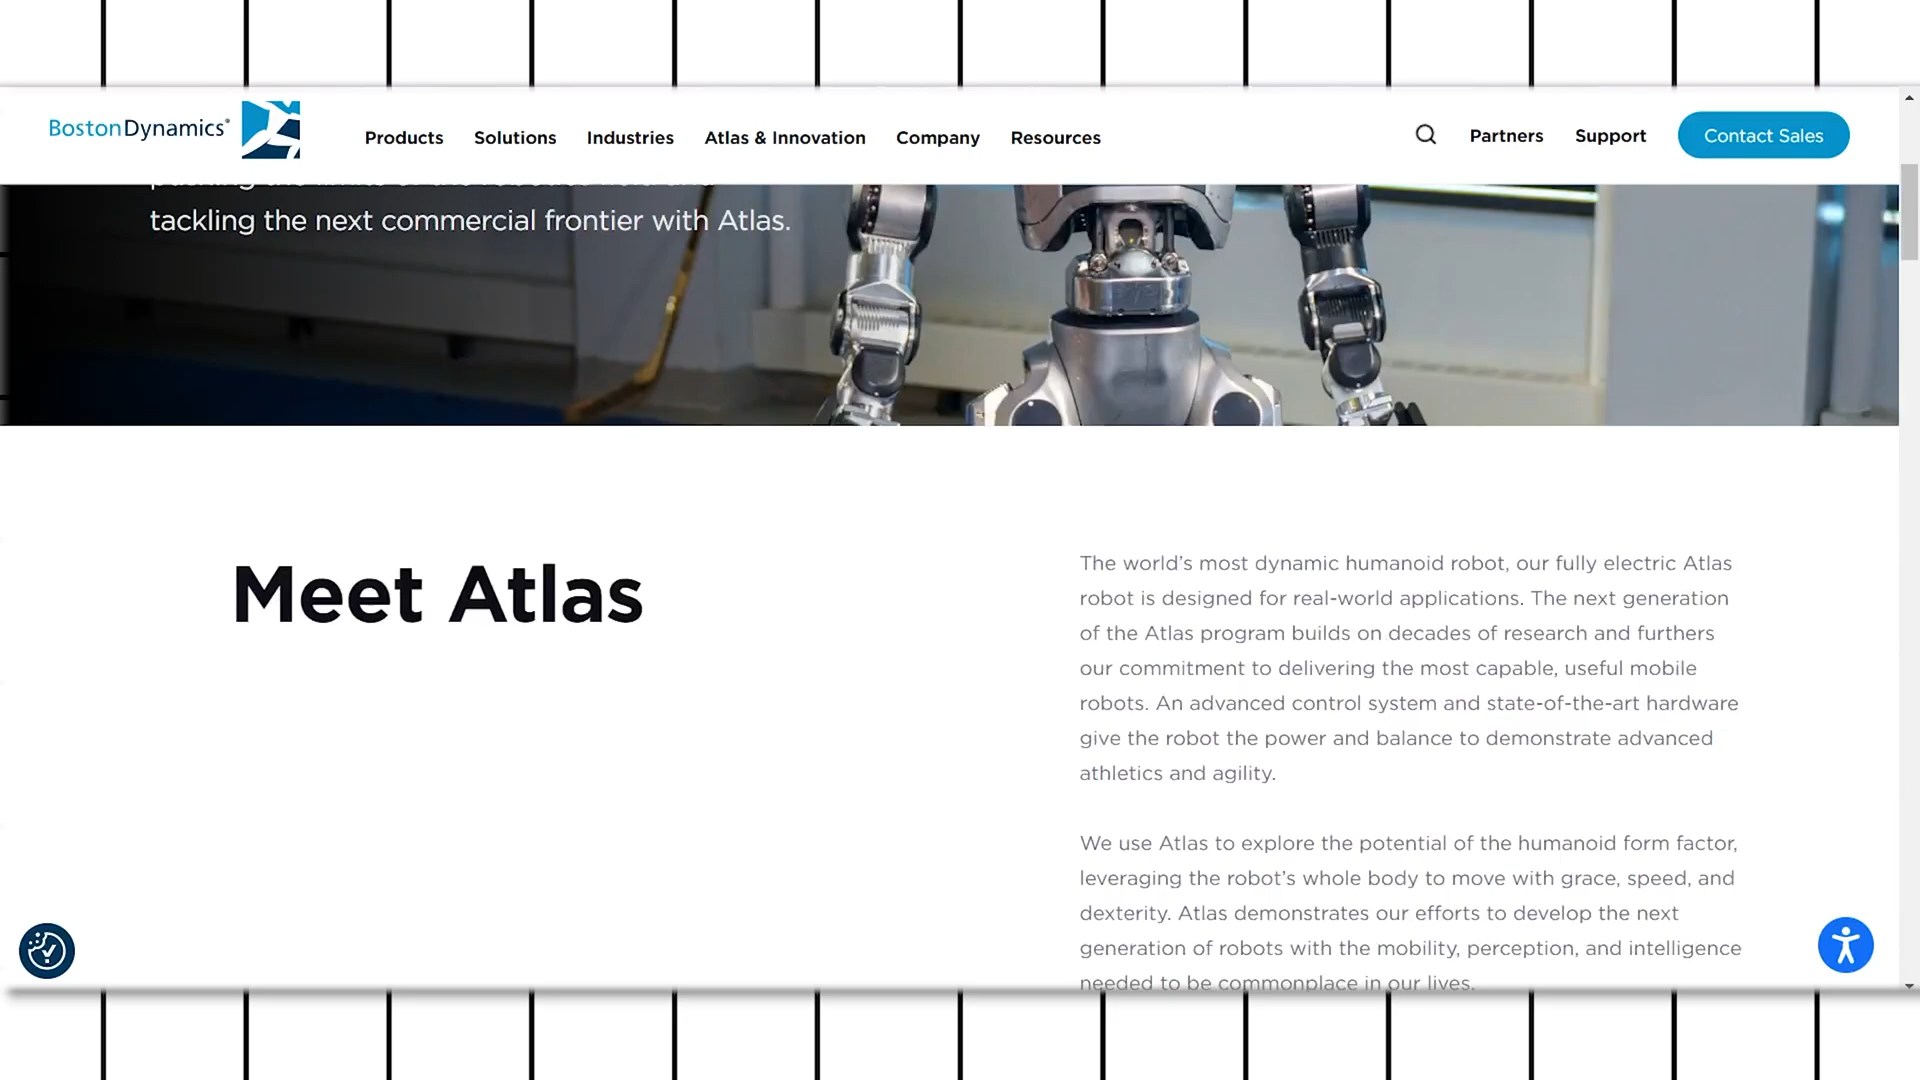 BostonDynamics®
Products Solutions Industries Atlas & Innovation Company Resources
Partners Support Contact Sales
tackling the next commercial frontier with Atlas.
Meet Atlas
The world’s most dynamic humanoid robot, our fully electric Atlas
robot is designed for real-world applications. The next generation
of the Atlas program builds on decades of research and furthers
our commitment to delivering the most capable, useful mobile
robots. An advanced control system and state-of-the-art hardware
give the robot the power and balance to demonstrate advanced
athletics and agility.
We use Atlas to explore the potential of the humanoid form factor,
leveraging the robot’s whole body to move with grace, speed, and
dexterity. Atlas demonstrates our efforts to develop the next
generation of robots with the mobility, perception, and intelligence
needed to be commonplace in our lives.